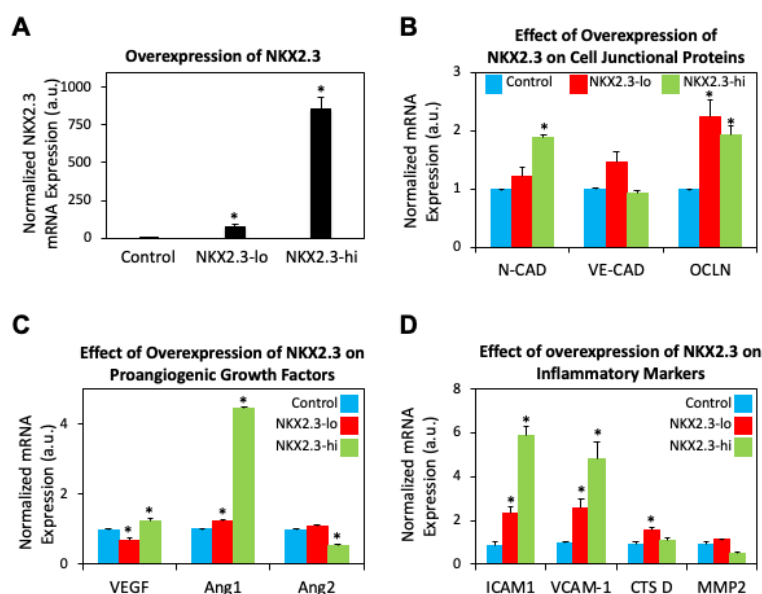 A
Overexpression of NKX2.3
Normalized NKX2.3
mRNA Expression (a.u.)
1000
750
500
250
0
*
*
Control NKX2.3-lo NKX2.3-hi
B
Effect of Overexpression of
NKX2.3 on Cell Junctional Proteins
Normalized mRNA
Expression (a.u.)
3
2
1
0
Control NKX2.3-lo NKX2.3-hi
*
*
*
N-CAD VE-CAD OCLN
C
Effect of Overexpression of NKX2.3 on
Proangiogenic Growth Factors
Normalized mRNA
Expression (a.u.)
4
2
0
Control
NKX2.3-lo
NKX2.3-hi
*
*
*
*
*
VEGF Ang1 Ang2
D
Effect of overexpression of NKX2.3 on
Inflammatory Markers
Normalized mRNA
Expression (a.u.)
8
6
4
2
0
Control
NKX2.3-lo
NKX2.3-hi
*
*
*
*
*
ICAM1 VCAM-1 CTS D MMP2